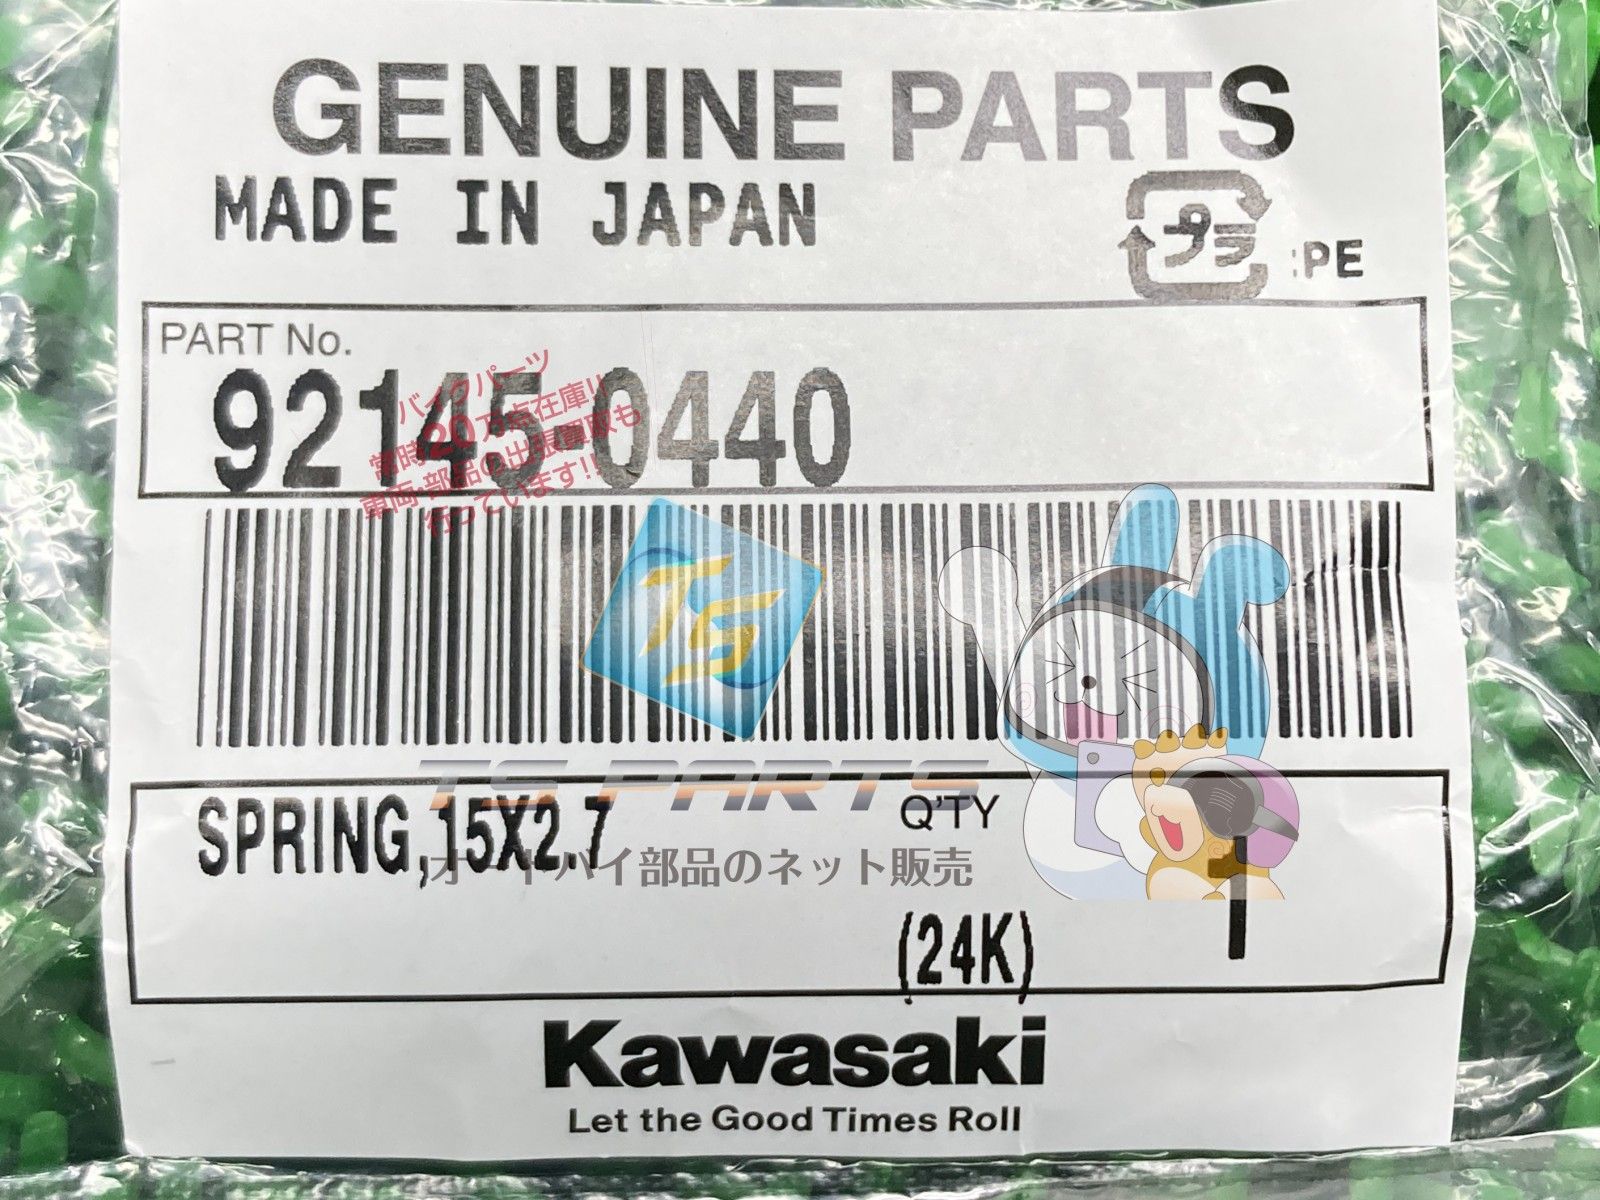 GENUINE PARTS
MADE IN JAPAN
プラ :PE
PART No.
92145-0440
バイクパーツ
常時20万点在庫!!
車両・部品の出張買取も
行っています!!
TS
TS PARTS
オートバイ部品のネット販売
SPRING,15X2.7
Q'TY
1
(24K)
Kawasaki
Let the Good Times Roll